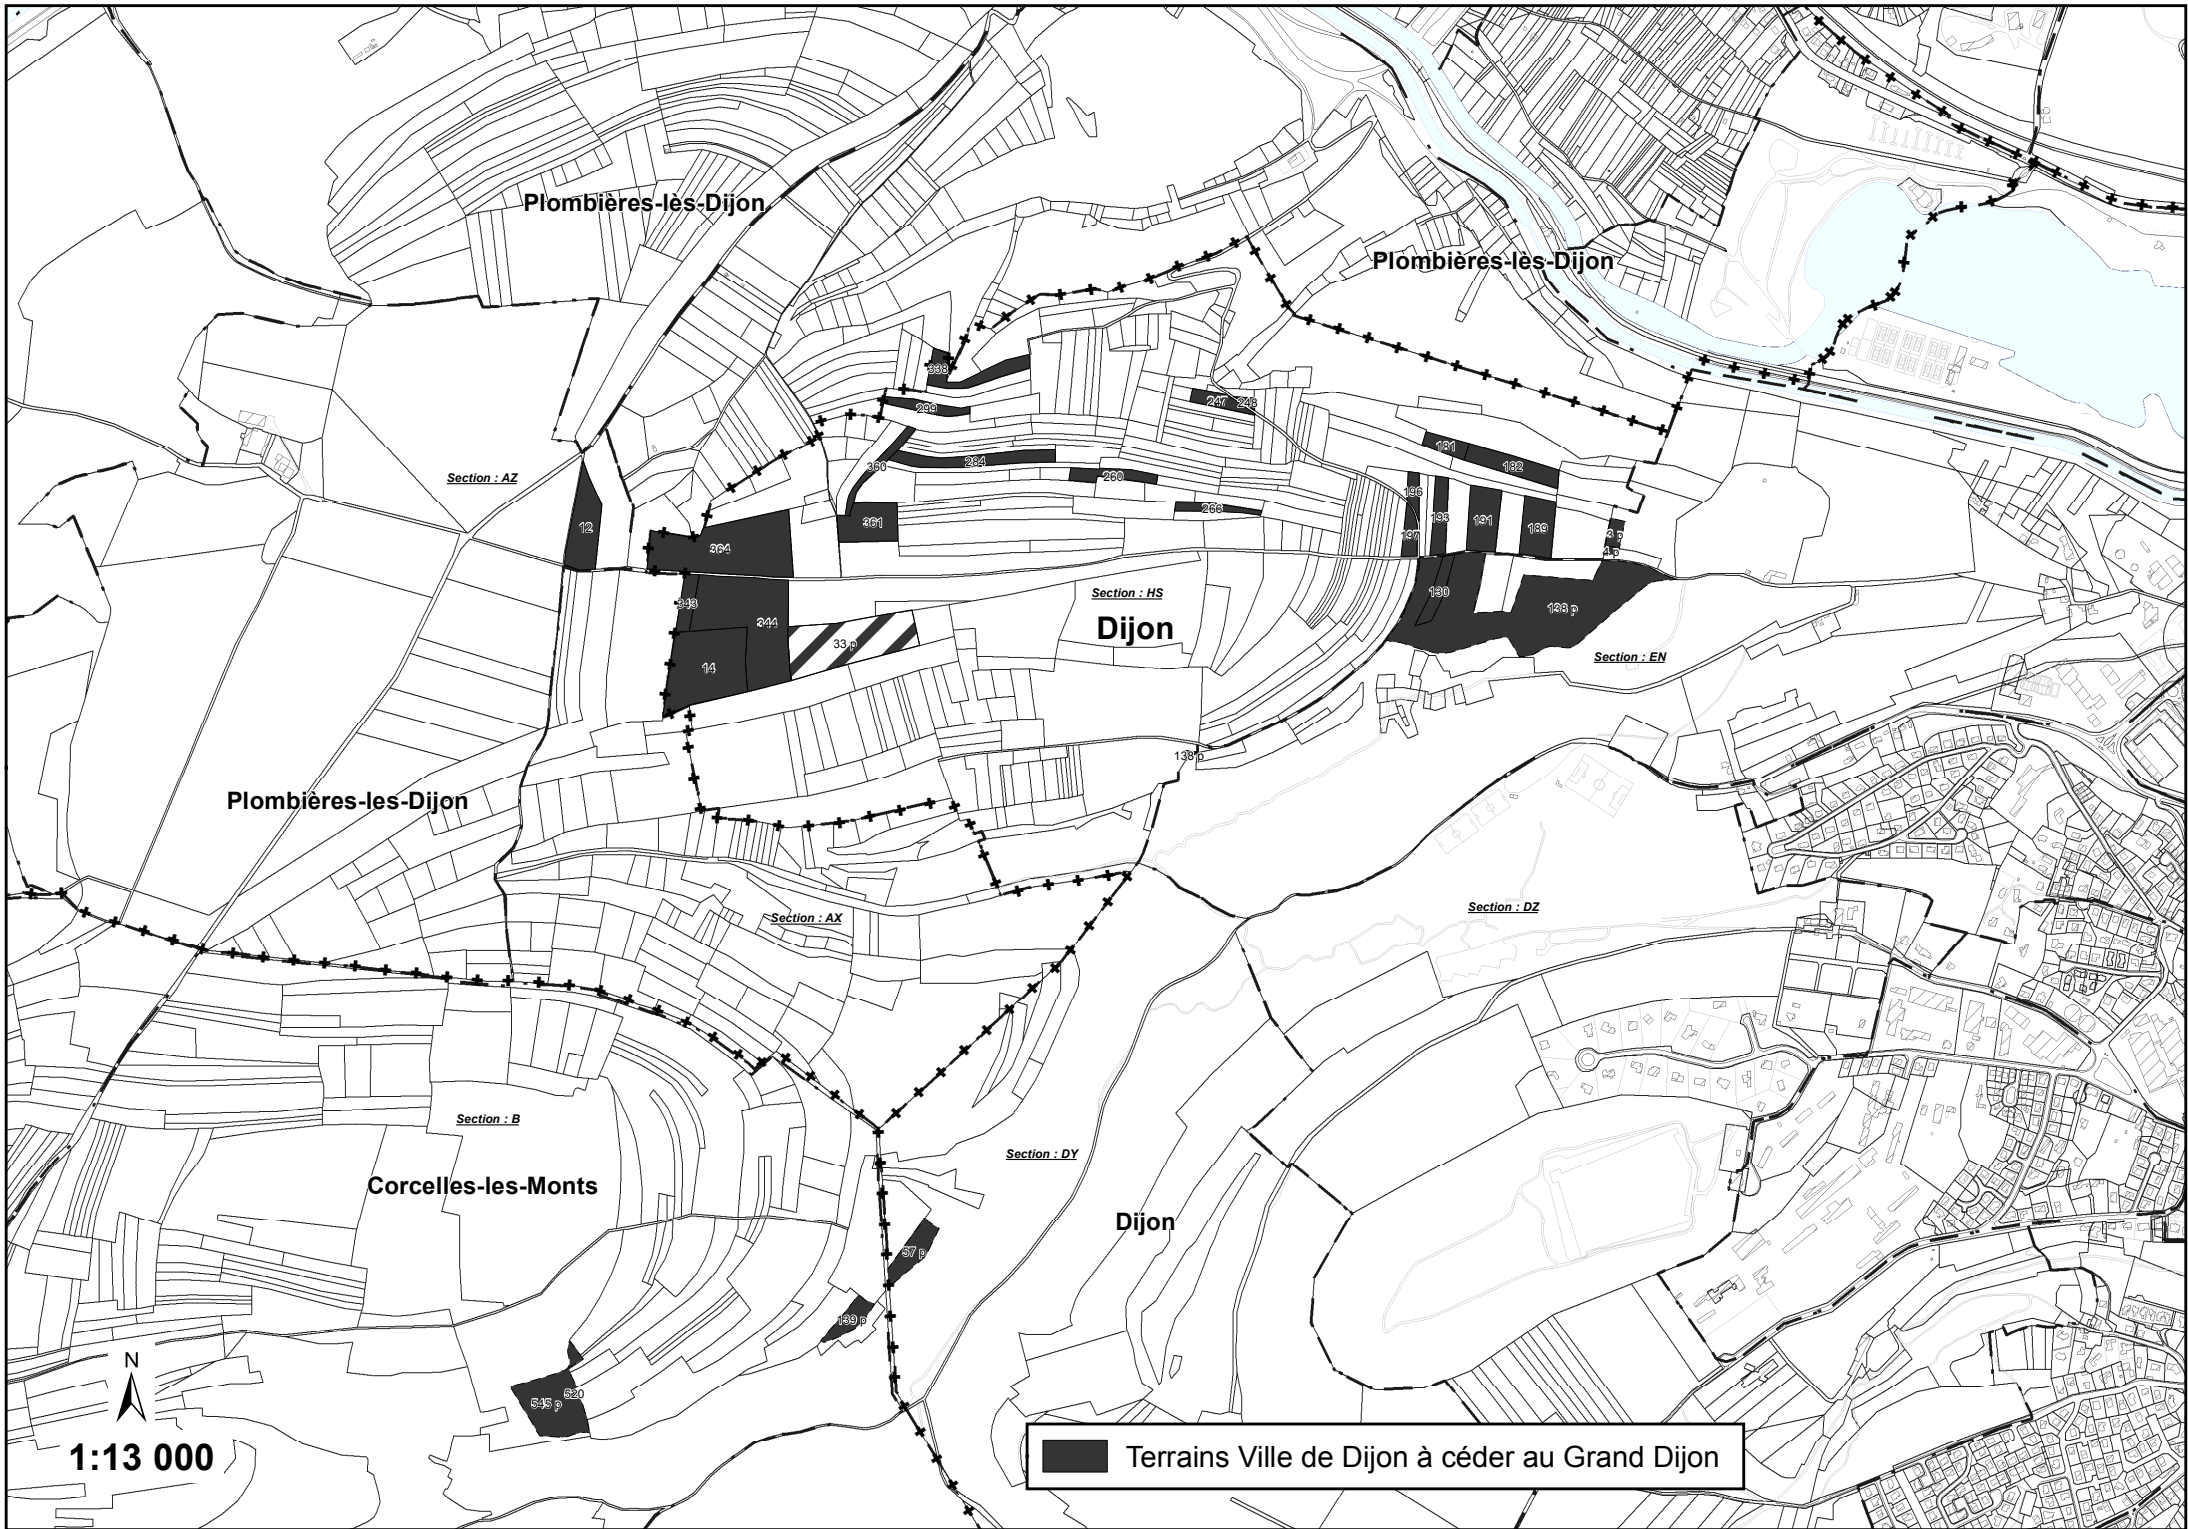 Plombières-lès-Dijon
Plombières-lès-Dijon
338
299
247
248
181
182
Section : AZ
360
284
260
196
193
12
364
361
266
197
191
189
3 p
4 p
343
344
Section : HS
Dijon
130
138 p
33 p
14
Section : EN
138 p
Plombières-les-Dijon
Section : AX
Section : DZ
Section : B
Section : DY
Corcelles-les-Monts
Dijon
57 p
139 p
N
520
545 p
1:13 000
Terrains Ville de Dijon à céder au Grand Dijon